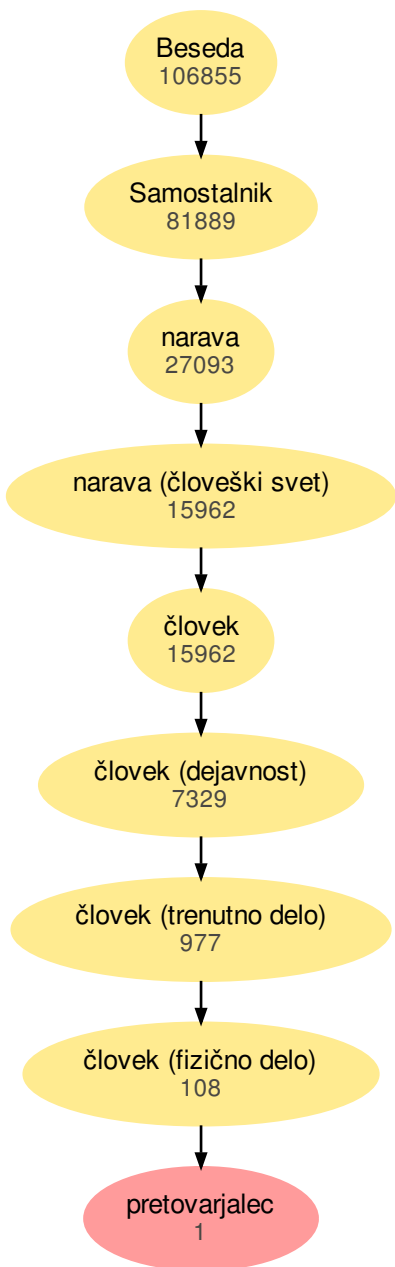 Beseda
106855
Samostalnik
81889
narava
27093
narava (človeški svet)
15962
človek
15962
človek (dejavnost)
7329
človek (trenutno delo)
977
človek (fizično delo)
108
pretovarjalec
1